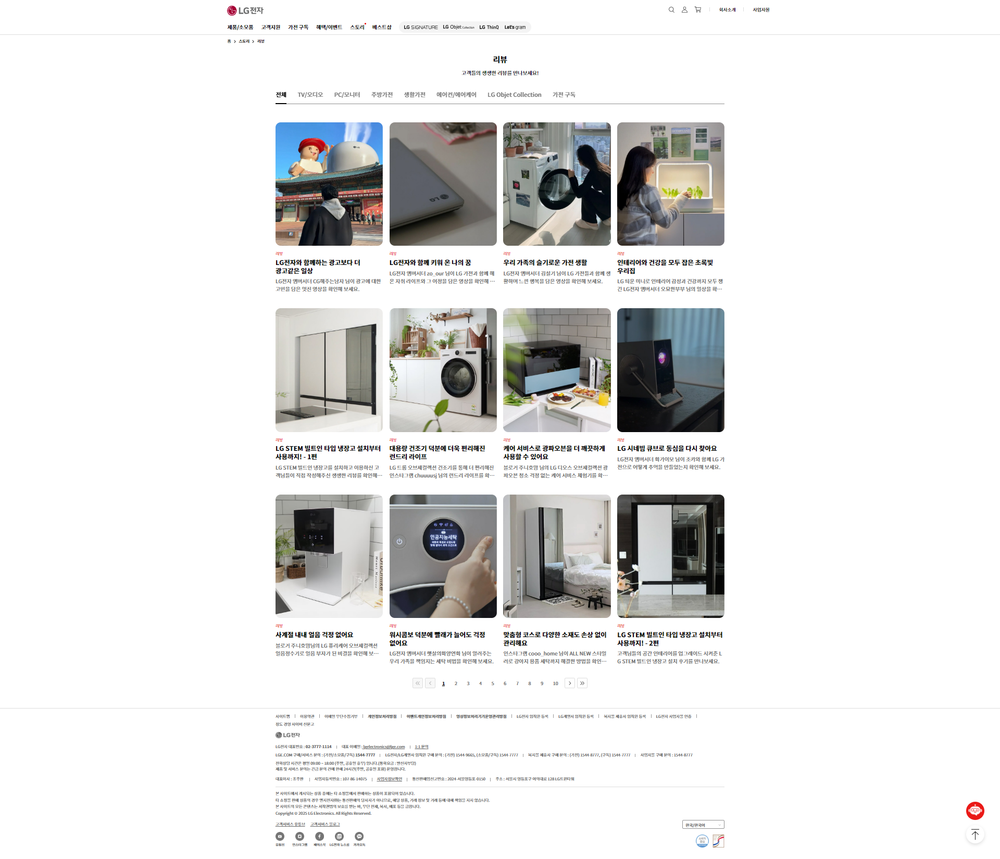 LG전자
회사소개
사업자몰
제품/소모품 고객지원 가전 구독 혜택/이벤트 스토리 베스트샵 LG SIGNATURE LG Objet Collection LG ThinQ Let's gram
홈 > 스토리 > 리뷰
리뷰
고객들의 생생한 리뷰를 만나보세요!
전체 TV/오디오 PC/모니터 주방가전 생활가전 에어컨/에어케어 LG Objet Collection 가전 구독
리뷰
LG전자와 함께하는 광고보다 더
광고같은 일상
LG전자 앰버서더 CG해주는남자 님이 광고에 대한
고민을 담은 멋진 영상을 확인해 보세요.
리뷰
LG전자와 함께 키워 온 나의 꿈
LG전자 앰버서더 zo_our 님이 LG 가전과 함께 해
온 자취 라이프와 그 여정을 담은 영상을 확인해 …
리뷰
우리 가족의 슬기로운 가전 생활
LG전자 앰버서더 김설기 님이 LG 가전들과 함께 생
활하며 느낀 행복을 담은 영상을 확인해 보세요.
리뷰
인테리어와 건강을 모두 잡은 초록빛
우리집
LG 틔운 미니로 인테리어 감성과 건강까지 모두 챙
긴 LG전자 앰버서더 오묘한부부 님의 일상을 확…
리뷰
LG STEM 빌트인 타입 냉장고 설치부터
사용까지! - 1편
LG STEM 빌트인 냉장고를 설치하고 이용하신 고
객님들이 직접 작성해주신 생생한 리뷰를 확인해…
리뷰
대용량 건조기 덕분에 더욱 편리해진
런드리 라이프
LG 트롬 오브제컬렉션 건조기를 통해 더 편리해진
인스타그램 chuuuusj 님의 런드리 라이프를 확…
리뷰
케어 서비스로 광파오븐을 더 깨끗하게
사용할 수 있어요
블로거 주니호맘 님의 LG 디오스 오브제컬렉션 광
파오븐 청소 걱정 없는 케어 서비스 체험기를 확…
리뷰
LG 시네빔 큐브로 동심을 다시 찾아요
LG전자 앰버서더 화가이모 님이 조카와 함께 LG 가
전으로 어떻게 추억을 만들었는지 확인해 보세요.
인공지능세탁
리뷰
사계절 내내 얼음 걱정 없어요
블로거 주니호맘님의 LG 퓨리케어 오브제컬렉션
얼음정수기로 얼음 부자가 된 비결을 확인해 보…
리뷰
워시콤보 덕분에 빨래가 늘어도 걱정
없어요
LG전자 앰버서더 햇살의화양연화 님이 알려주는
우리 가족을 책임지는 세탁 비법을 확인해 보세요.
리뷰
맞춤형 코스로 다양한 소재도 손상 없이
관리해요
인스타그램 cooo_home 님이 ALL NEW 스타일
러로 강아지 용품 세탁까지 해결한 방법을 확인…
리뷰
LG STEM 빌트인 타입 냉장고 설치부터
사용까지! - 2편
고객님들의 공간 인테리어를 업그레이드 시켜준 L
G STEM 빌트인 냉장고 설치 후기를 만나보세요.
1 2 3 4 5 6 7 8 9 10
사이트맵 이용약관 이메일 무단수집거부 개인정보처리방침 이벤트개인정보처리방침 영상정보처리기기운영관리방침 LG전자 임직원 등록 LG계열사 임직원 등록 복지몰 제휴사 임직원 등록 LG전자 사업자몰 인증
정도 경영 사이버 신문고
LG전자
LG전자 대표번호 : 02-3777-1114 대표 이메일 : lgelectronics@lge.com 1:1 문의
LGE.COM 구매/서비스 문의 : (가전/소모품/구독) 1544-7777 LG전자/LG계열사 임직원 구매 문의 : (가전) 1544-9665, (소모품/구독) 1544-7777 복지몰 제휴사 구매 문의 : (가전) 1544-8777, (구독) 1544-7777 사업자몰 구매 문의 : 1544-8777
전화상담 시간은 평일 09:00 ~ 18:00 (주말, 공휴일 휴무) 입니다.(통화요금 : 발신자부담)
제품 및 서비스 문의는 긴급 문의 건에 한해 24시간(주말, 공휴일 포함) 운영합니다.
대표이사 : 조주완 사업자등록번호 : 107-86-14075 사업자정보확인 통신판매업신고번호 : 2024-서울영등포-0150 주소 : 서울시 영등포구 여의대로 128 LG트윈타워
본 사이트에서 게시되는 상품 중에는 타 쇼핑몰에서 판매하는 상품이 포함되어 있습니다.
타 쇼핑몰 판매 상품의 경우 엘지전자㈜는 통신판매의 당사자가 아니므로, 해당 상품, 거래 정보 및 거래 등에 대해 책임을 지지 않습니다.
본 사이트의 모든 콘텐츠는 저작권법의 보호를 받는 바, 무단 전재, 복사, 배포 등을 금합니다.
Copyright © 2025 LG Electronics. All Rights Reserved.
고객서비스 유튜브 고객서비스 블로그
한국/한국어
유튜브 인스타그램 페이스북 LG전자 뉴스룸 카카오톡